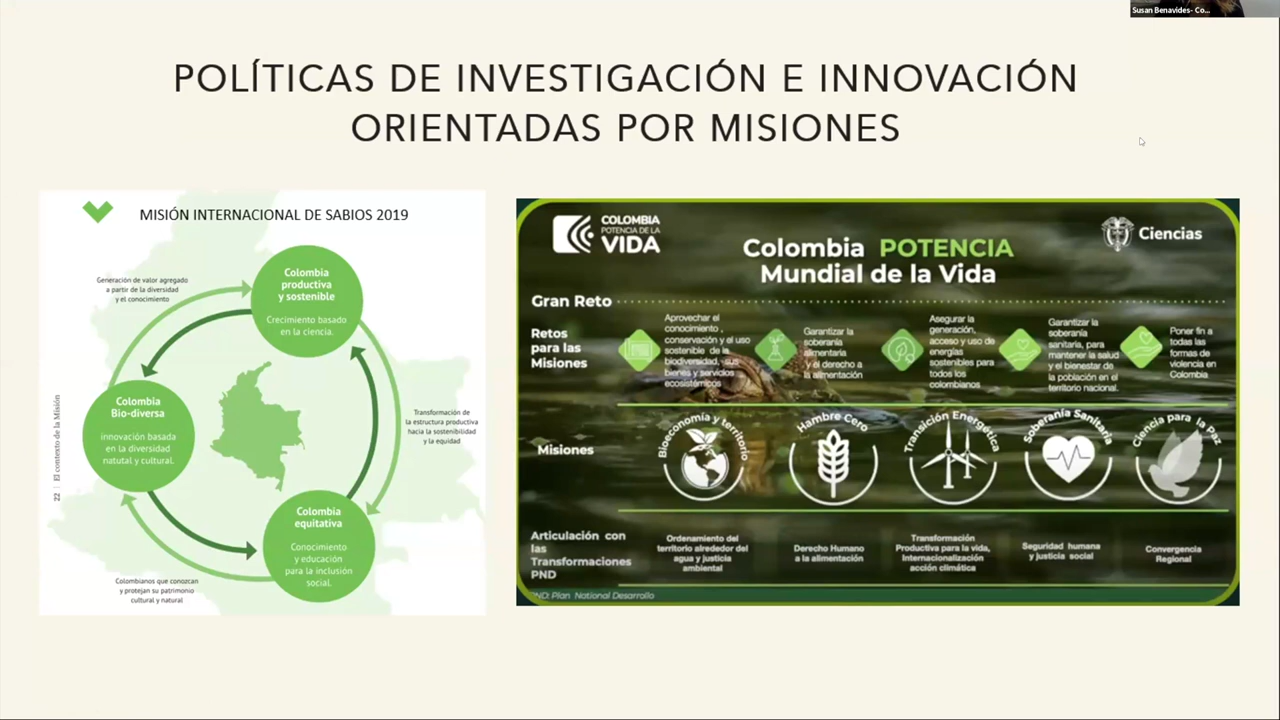 Susan Benavides- Co...
POLÍTICAS DE INVESTIGACIÓN E INNOVACIÓN
ORIENTADAS POR MISIONES
MISIÓN INTERNACIONAL DE SABIOS 2019
Generación de valor agregado
a partir de la diversidad
y el conocimiento
Colombia
productiva
y sostenible
Crecimiento basado
en la ciencia.
Colombia
Bio-diversa
innovación basada
en la diversidad
natutal y cultural.
Transformación de
la estructura productiva
hacia la sostenibilidad
y la equidad
Colombia
equitativa
Conocimiento
y educación
para la inclusión
social.
Colombianos que conozcan
y protejan su patrimonio
cultural y natural
22 | El contexto de la Misión
COLOMBIA
POTENCIA DE LA
VIDA
Colombia POTENCIA
Mundial de la Vida
Ciencias
Gran Reto
Retos
para las
Misiones
Aprovechar el
conocimiento ,
conservación y el uso
sostenible de la
biodiversidad, sus
bienes y servicios
ecosistémicos
Garantizar la
soberanía
alimentaria
y el derecho a
la alimentación
Asegurar la
generación,
acceso y uso de
energías
sostenibles para
todos los
colombianos
Garantizar la
soberanía
sanitaria, para
mantener la salud
y el bienestar de
la población en el
territorio nacional.
Poner fin a
todas las
formas de
violencia en
Colombia
Misiones
Bioeconomía y territorio
Hambre Cero
Transición Energética
Soberanía Sanitaria
Ciencia para la Paz
Articulación con
las
Transformaciones
PND
Ordenamiento del
territorio alrededor del
agua y justicia
ambiental
Derecho Humano
a la alimentación
Transformación
Productiva para la vida,
Internacionalización
acción climática
Seguridad humana
y justicia social
Convergencia
Regional
PND: Plan National Desarrollo